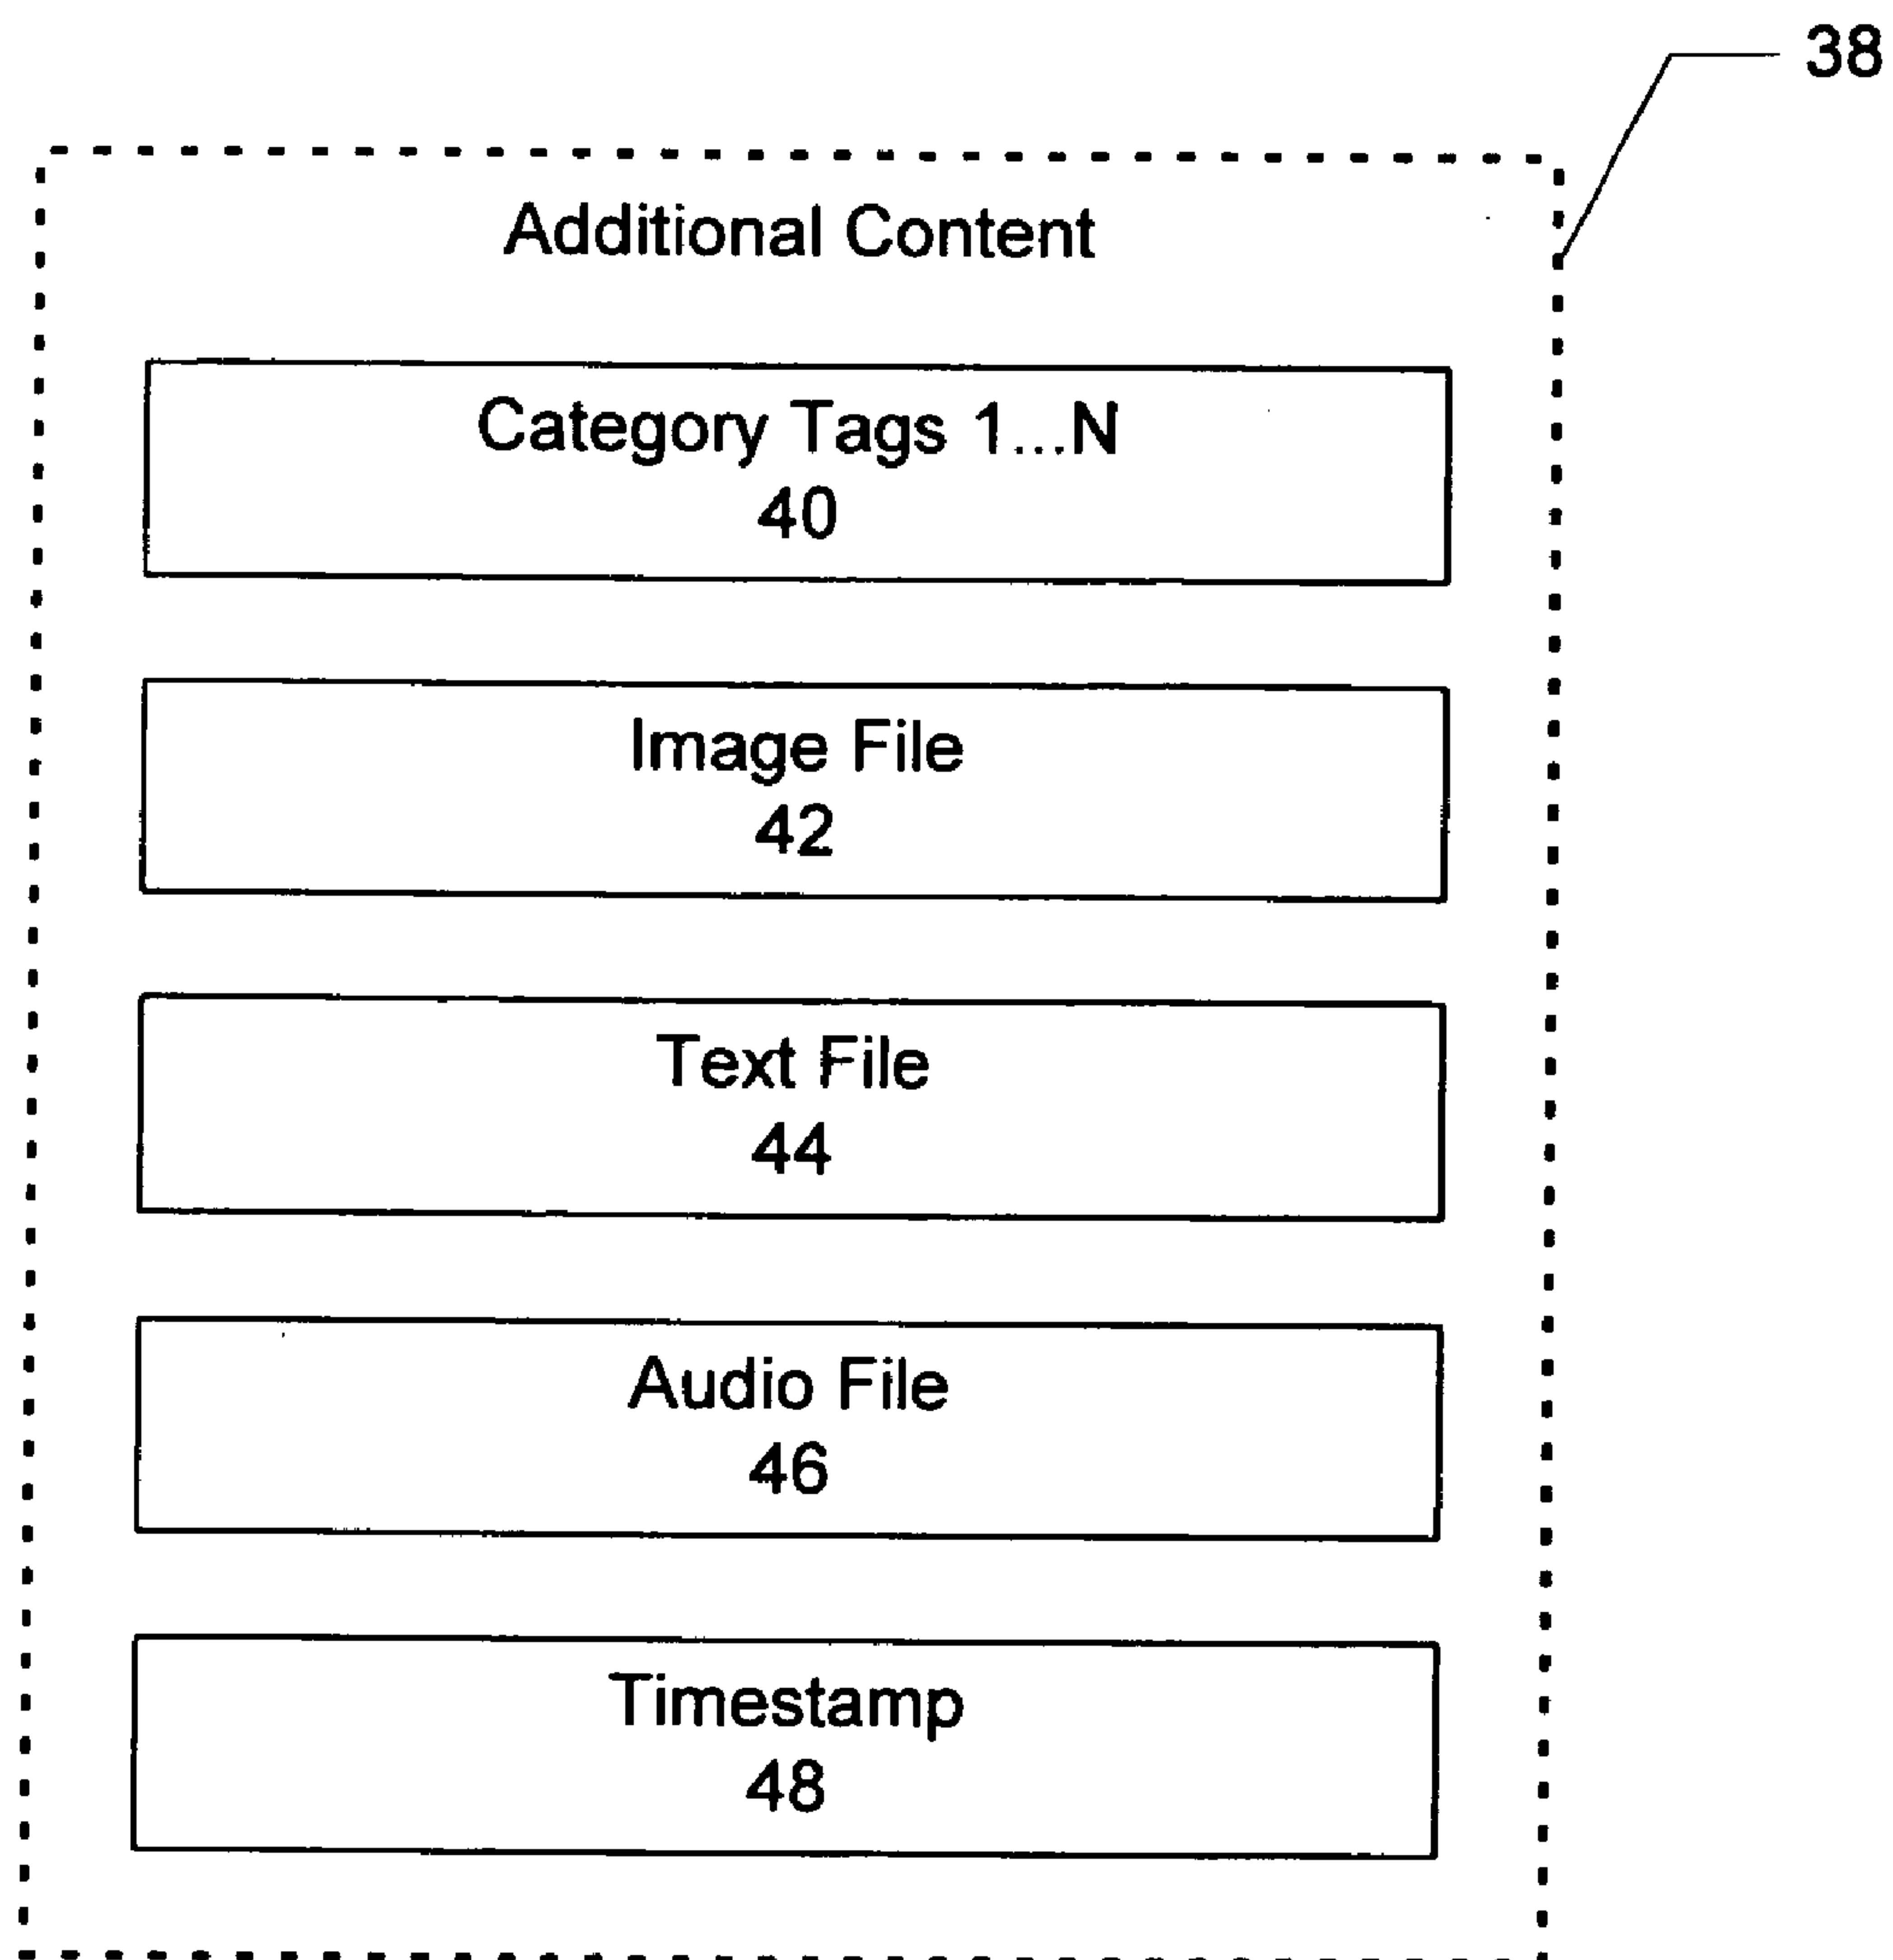 38
Additional Content
Category Tags 1...N
40
Image File
42
Text File
44
Audio File
46
Timestamp
48